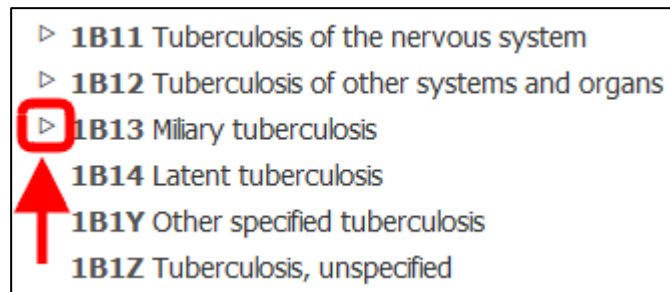 1B11 Tuberculosis of the nervous system
1B12 Tuberculosis of other systems and organs
1B13 Miliary tuberculosis
1B14 Latent tuberculosis
1B1Y Other specified tuberculosis
1B1Z Tuberculosis, unspecified